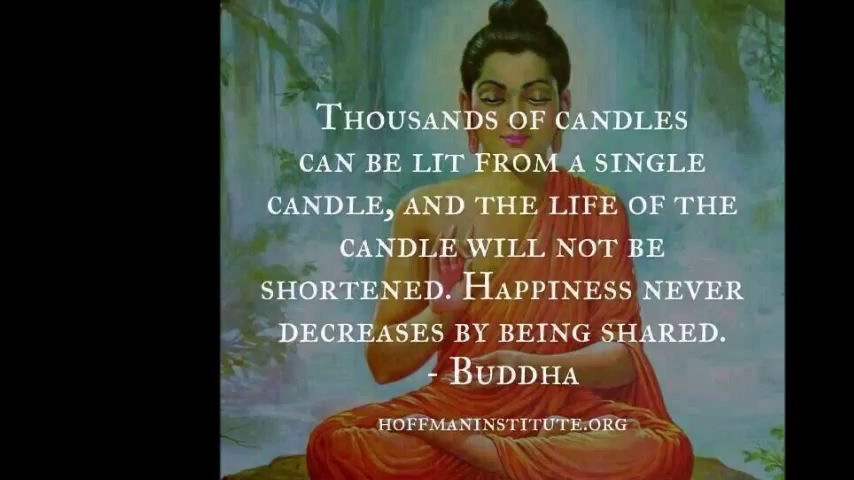 Thousands of candles
can be lit from a single
candle, and the life of the
candle will not be
shortened. Happiness never
decreases by being shared.
- Buddha
hoffmaninstitute.org